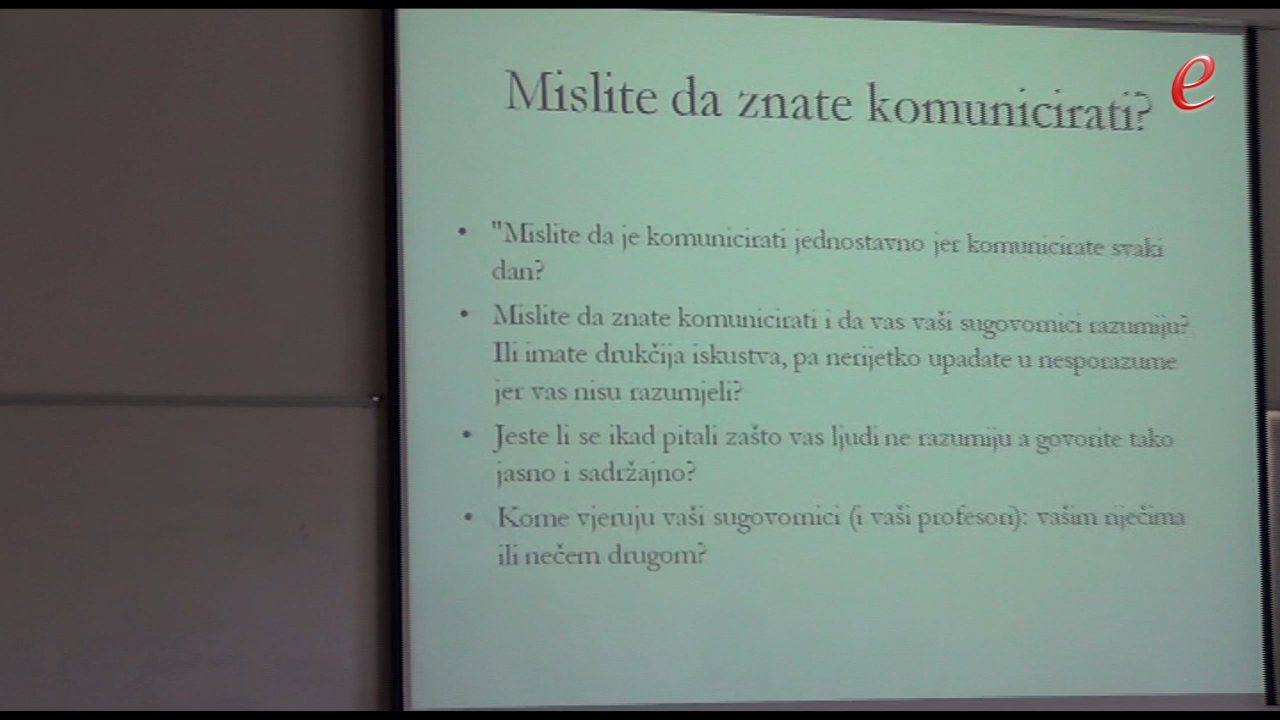 Mislite da znate komunicirati?
e
• "Mislite da je komunicirati jednostavno jer komunicirate svaki
dan?
• Mislite da znate komunicirati i da vas vaši sugovornici razumiju?
Ili imate drukčija iskustva, pa nerijetko upadate u nesporazume
jer vas nisu razumjeli?
• Jeste li se ikad pitali zašto vas ljudi ne razumiju a govorite tako
jasno i sadržajno?
• Kome vjeruju vaši sugovornici (i vaši profesori): vašim riječima
ili nečem drugom?